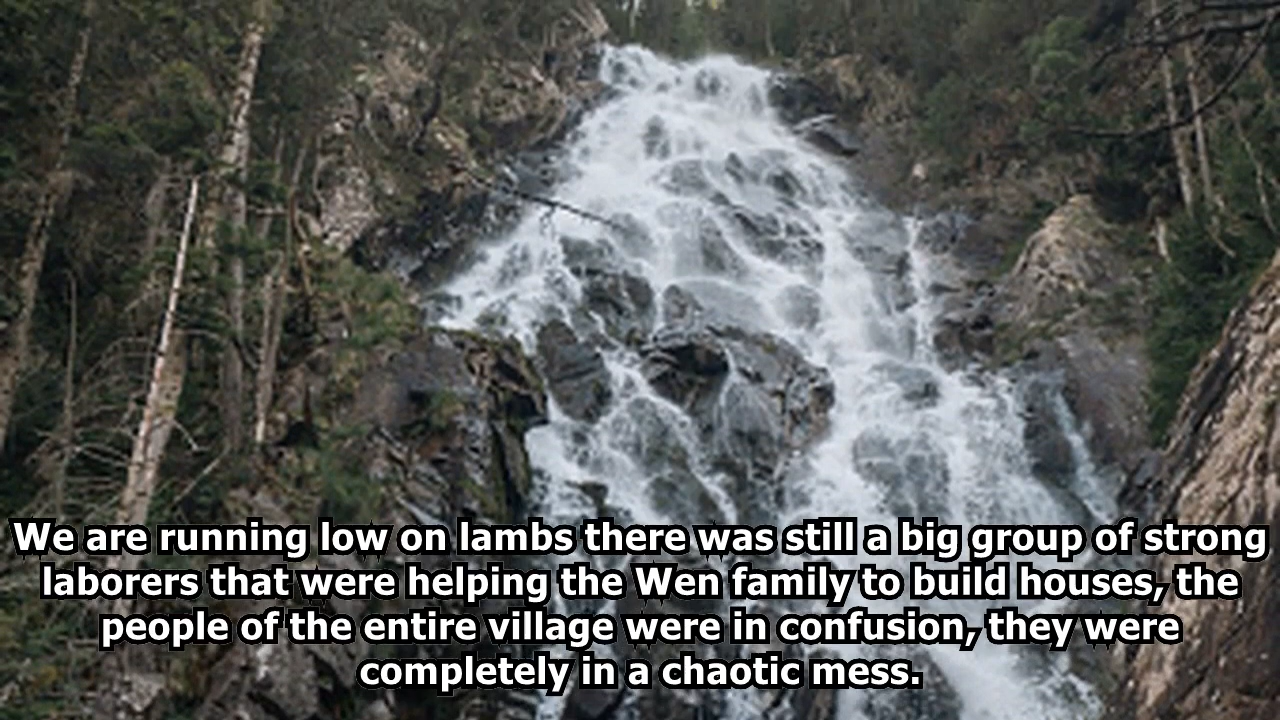 We are running low on lambs there was still a big group of strong
laborers that were helping the Wen family to build houses, the
people of the entire village were in confusion, they were
completely in a chaotic mess.